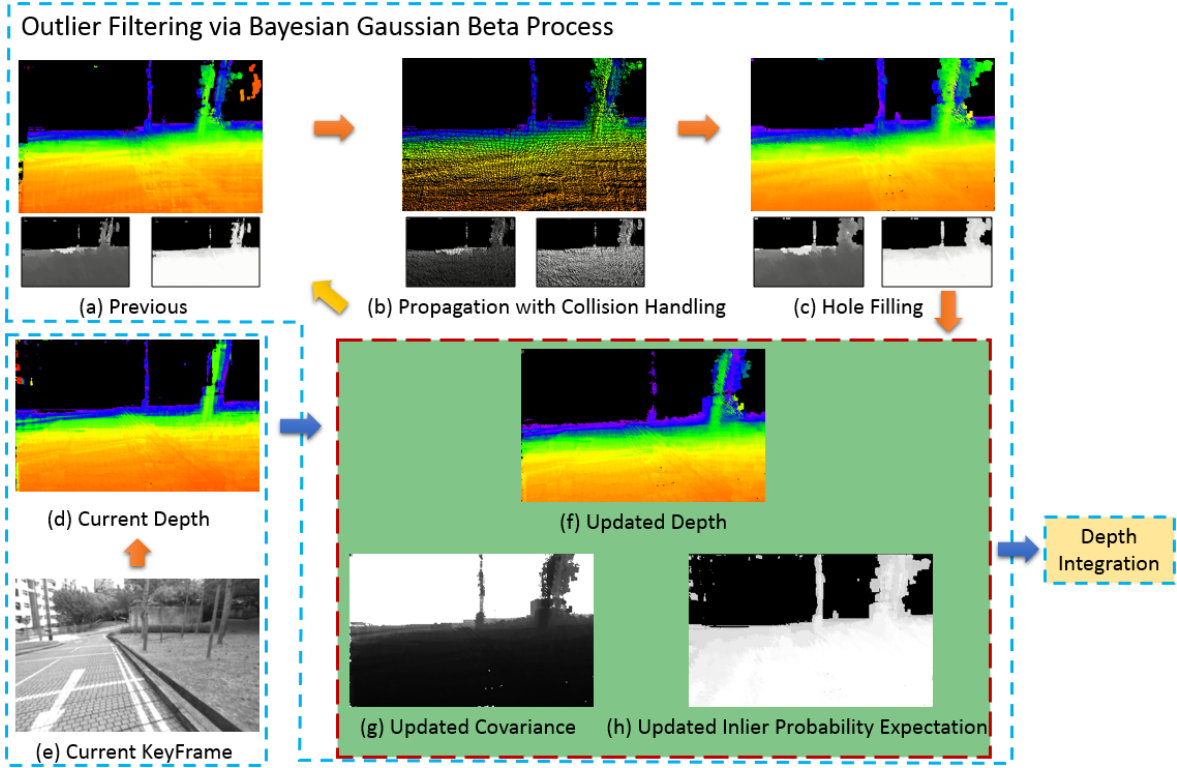 Outlier Filtering via Bayesian Gaussian Beta Process
(a) Previous
(b) Propagation with Collision Handling
(c) Hole Filling
(d) Current Depth
(f) Updated Depth
Depth
Integration
(g) Updated Covariance
(h) Updated Inlier Probability Expectation
(e) Current KeyFrame